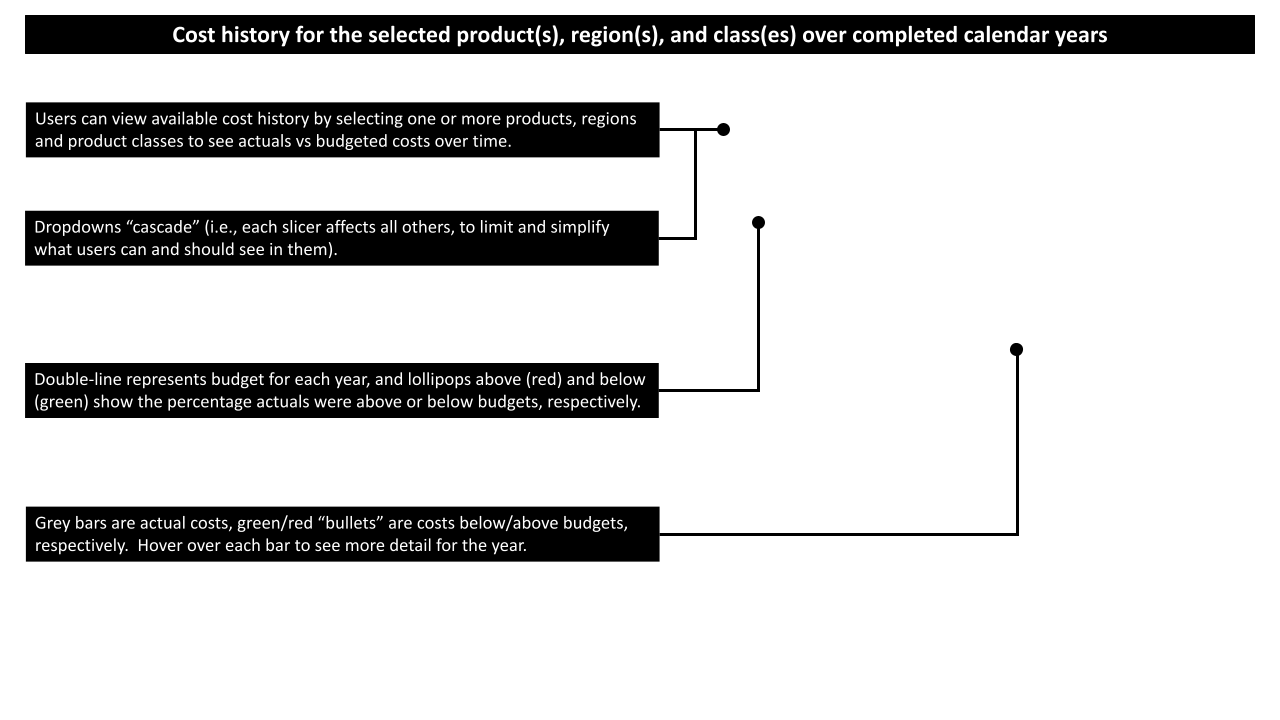 Cost history for the selected product(s), region(s), and class(es) over completed calendar years
Users can view available cost history by selecting one or more products, regions
and product classes to see actuals vs budgeted costs over time.
Dropdowns “cascade” (i.e., each slicer affects all others, to limit and simplify
what users can and should see in them).
Double-line represents budget for each year, and lollipops above (red) and below
(green) show the percentage actuals were above or below budgets, respectively.
Grey bars are actual costs, green/red “bullets” are costs below/above budgets,
respectively.  Hover over each bar to see more detail for the year.